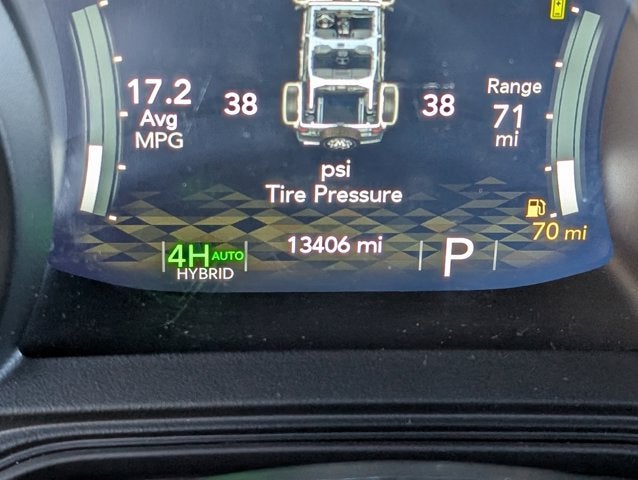 17.2
Avg
MPG
38
38
Range
71
mi
psi
Tire Pressure
70 mi
4H AUTO
HYBRID
13406 mi
P